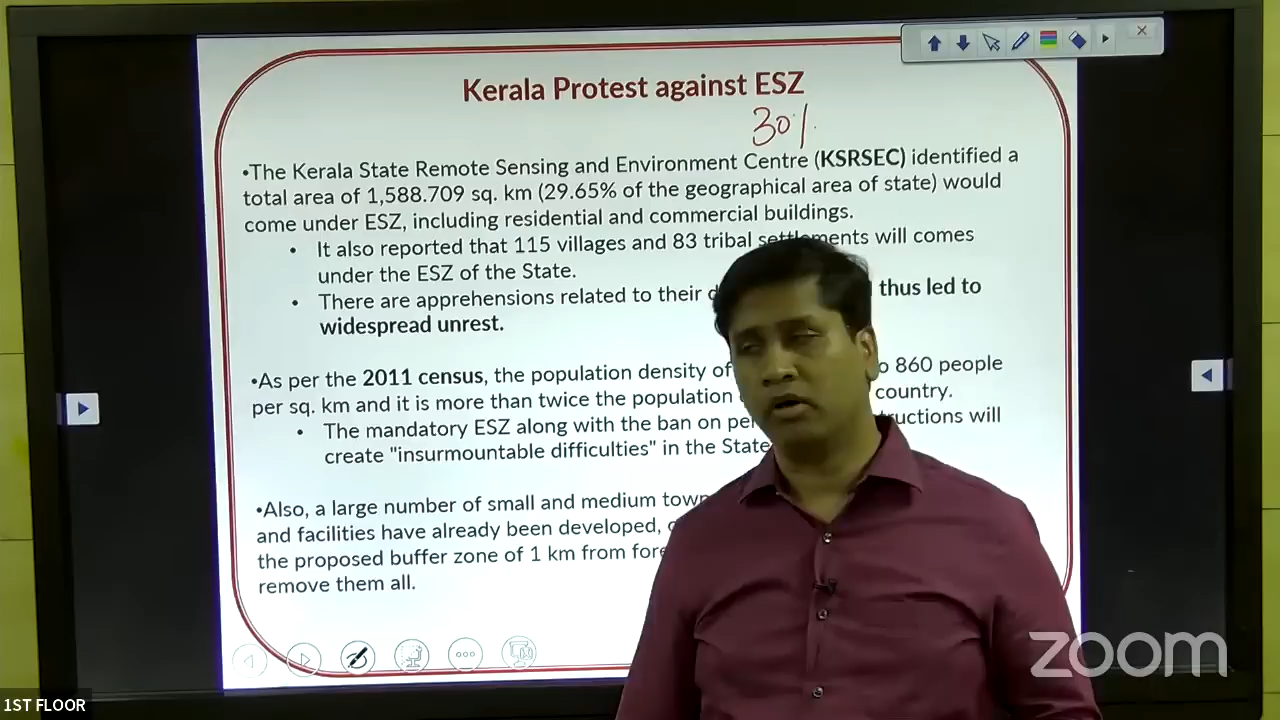 Kerala Protest against ESZ
30%
•The Kerala State Remote Sensing and Environment Centre (KSRSEC) identified a
total area of 1,588.709 sq. km (29.65% of the geographical area of state) would
come under ESZ, including residential and commercial buildings.
• It also reported that 115 villages and 83 tribal settlements will comes
under the ESZ of the State.
• There are apprehensions related to their thus led to
widespread unrest.
•As per the 2011 census, the population density of 860 people
per sq. km and it is more than twice the population country.
• The mandatory ESZ along with the ban on
create "insurmountable difficulties" in the State
will
•Also, a large number of small and medium
and facilities have already been developed,
the proposed buffer zone of 1 km from
remove them all.
zoom
1ST FLOOR